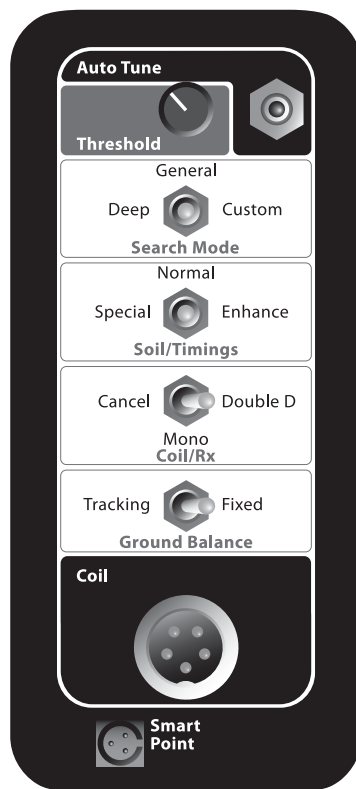 Auto Tune
Threshold
General
Deep Custom
Search Mode
Normal
Special Enhance
Soil/Timings
Cancel Double D
Mono
Coil/Rx
Tracking Fixed
Ground Balance
Coil
Smart
Point